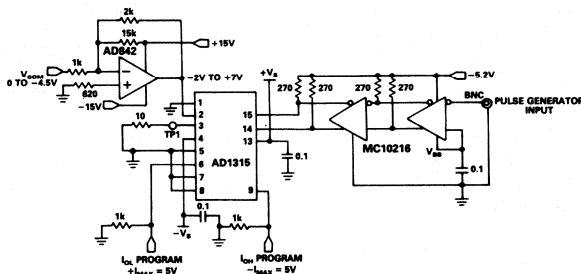 2k
15k
+15V
AD842
V_COM
0 TO −4.5V
1k
620
−15V
−2V TO +7V
10
TP1
1
2
3
4
5
6
7
8
15
14
13
9
AD1315
+V_S
0.1
270
270
270
270
−5.2V
BNC
PULSE GENERATOR
INPUT
MC10216
V_BB
0.1
0.1
−V_S
1k
1k
I_OL PROGRAM
+I_MAX = 5V
I_OH PROGRAM
−I_MAX = 5V